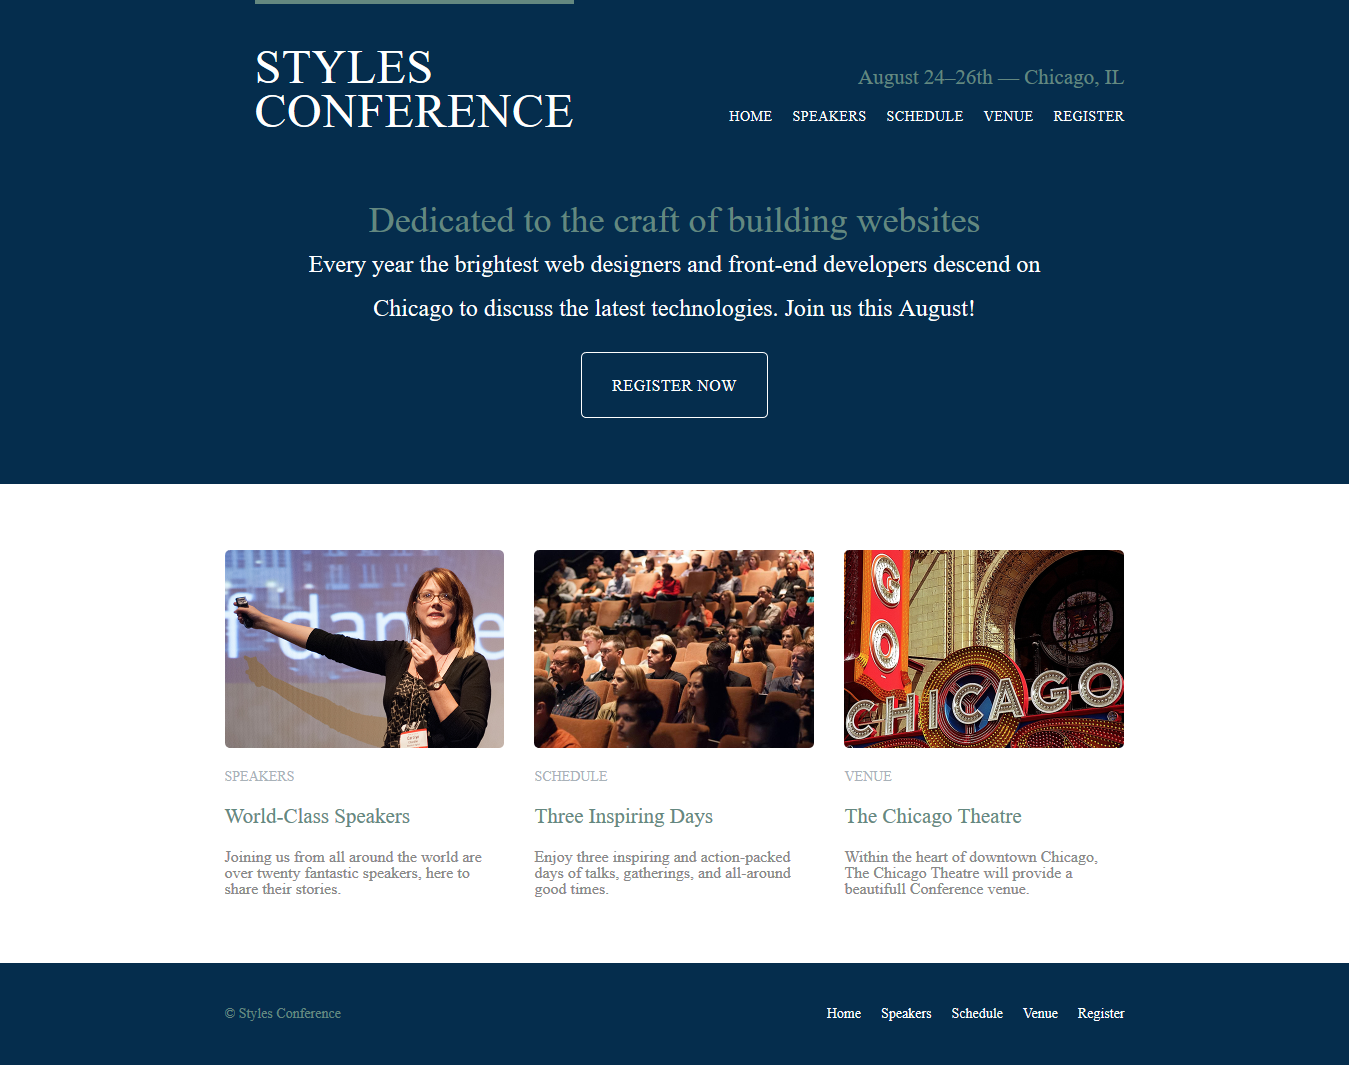 STYLES
CONFERENCE
August 24–26th — Chicago, IL
HOME SPEAKERS SCHEDULE VENUE REGISTER
Dedicated to the craft of building websites
Every year the brightest web designers and front-end developers descend on
Chicago to discuss the latest technologies. Join us this August!
REGISTER NOW
f dance
CO
CHICAGO
SPEAKERS
World-Class Speakers
Joining us from all around the world are
over twenty fantastic speakers, here to
share their stories.
SCHEDULE
Three Inspiring Days
Enjoy three inspiring and action-packed
days of talks, gatherings, and all-around
good times.
VENUE
The Chicago Theatre
Within the heart of downtown Chicago,
The Chicago Theatre will provide a
beautifull Conference venue.
© Styles Conference
Home Speakers Schedule Venue Register